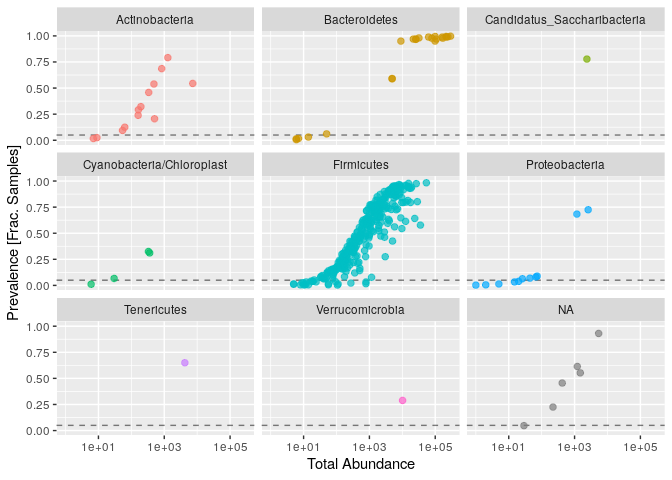 Actinobacteria Bacteroidetes Candidatus_Saccharibacteria
1.00
0.75
0.50
0.25
0.00
Cyanobacteria/Chloroplast Firmicutes Proteobacteria
1.00
0.75
0.50
0.25
0.00
Prevalence [Frac. Samples]
Tenericutes Verrucomicrobia NA
1.00
0.75
0.50
0.25
0.00
1e+01 1e+03 1e+05 1e+01 1e+03 1e+05 1e+01 1e+03 1e+05
Total Abundance